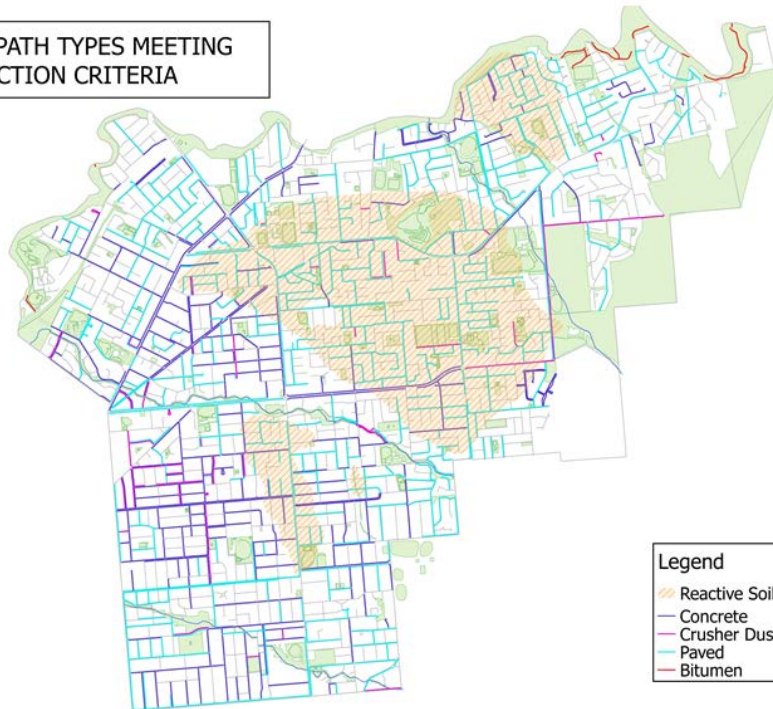 PATH TYPES MEETING
CTION CRITERIA
Legend
Reactive Soil
Concrete
Crusher Dus
Paved
Bitumen